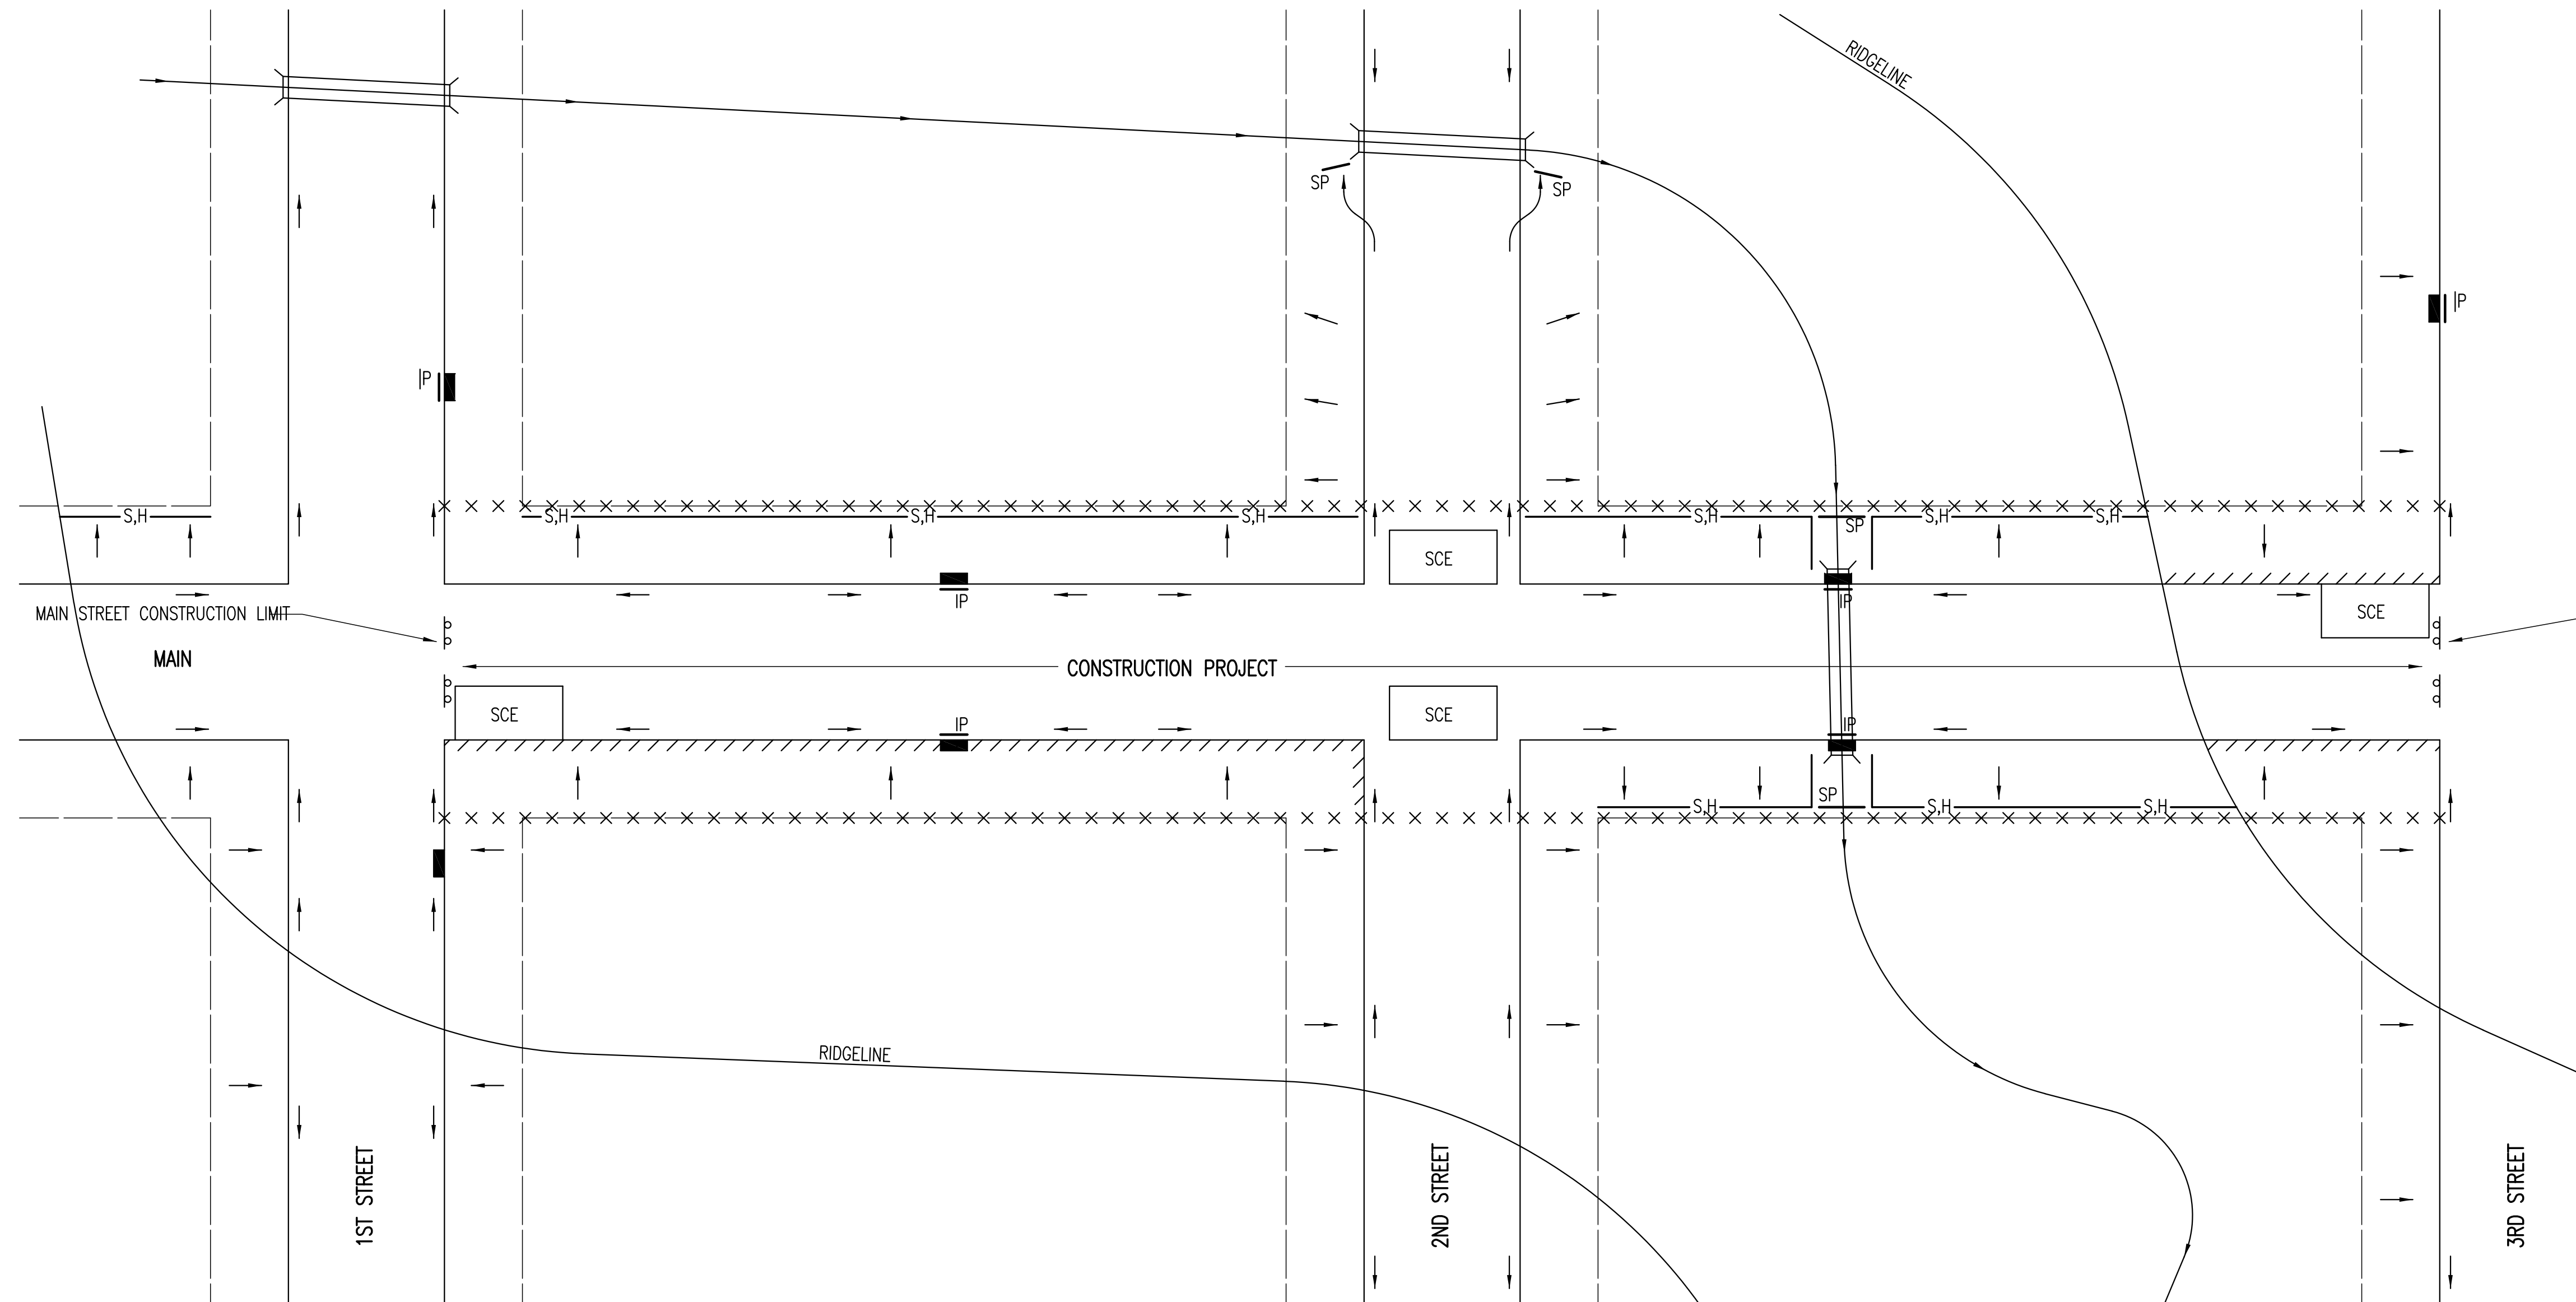 RIDGELINE
SP
SP
IP
IP
S,H
S,H
S,H
S,H
S,H
SP
S,H
S,H
SCE
IP
IP
SCE
MAIN STREET CONSTRUCTION LIMIT
MAIN
CONSTRUCTION PROJECT
SCE
SCE
IP
IP
SP
S,H
S,H
S,H
RIDGELINE
1ST STREET
2ND STREET
3RD STREET